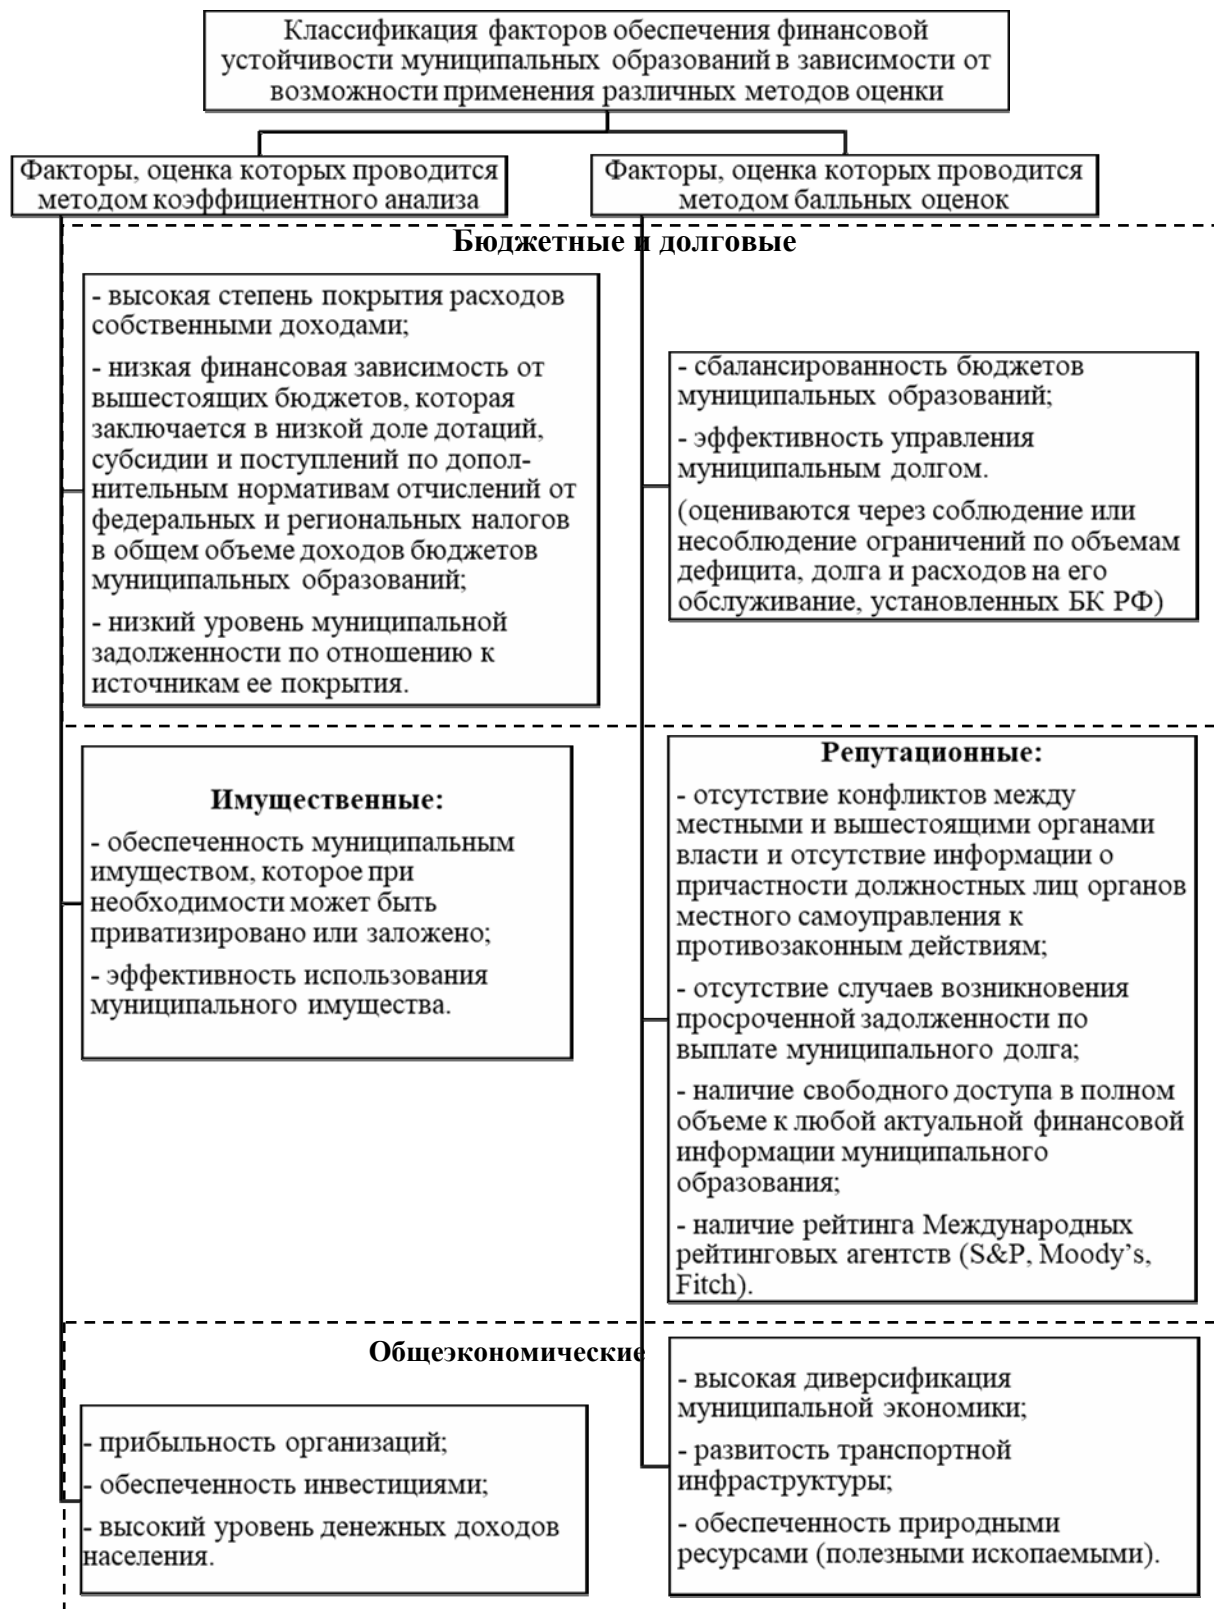 Классификация факторов обеспечения финансовой
устойчивости муниципальных образований в зависимости от
возможности применения различных методов оценки
Факторы, оценка которых проводится
методом коэффициентного анализа
Факторы, оценка которых проводится
методом балльных оценок
Бюджетные и долговые
- высокая степень покрытия расходов
собственными доходами;
- низкая финансовая зависимость от
вышестоящих бюджетов, которая
заключается в низкой доле дотаций,
субсидии и поступлений по допол-
нительным нормативам отчислений от
федеральных и региональных налогов
в общем объеме доходов бюджетов
муниципальных образований;
- низкий уровень муниципальной
задолженности по отношению к
источникам ее покрытия.
- сбалансированность бюджетов
муниципальных образований;
- эффективность управления
муниципальным долгом.
(оцениваются через соблюдение или
несоблюдение ограничений по объемам
дефицита, долга и расходов на его
обслуживание, установленных БК РФ)
Имущественные:
- обеспеченность муниципальным
имуществом, которое при
необходимости может быть
приватизировано или заложено;
- эффективность использования
муниципального имущества.
Репутационные:
- отсутствие конфликтов между
местными и вышестоящими органами
власти и отсутствие информации о
причастности должностных лиц органов
местного самоуправления к
противозаконным действиям;
- отсутствие случаев возникновения
просроченной задолженности по
выплате муниципального долга;
- наличие свободного доступа в полном
объеме к любой актуальной финансовой
информации муниципального
образования;
- наличие рейтинга Международных
рейтинговых агентств (S&P, Moody’s,
Fitch).
Общеэкономические
- прибыльность организаций;
- обеспеченность инвестициями;
- высокий уровень денежных доходов
населения.
- высокая диверсификация
муниципальной экономики;
- развитость транспортной
инфраструктуры;
- обеспеченность природными
ресурсами (полезными ископаемыми).